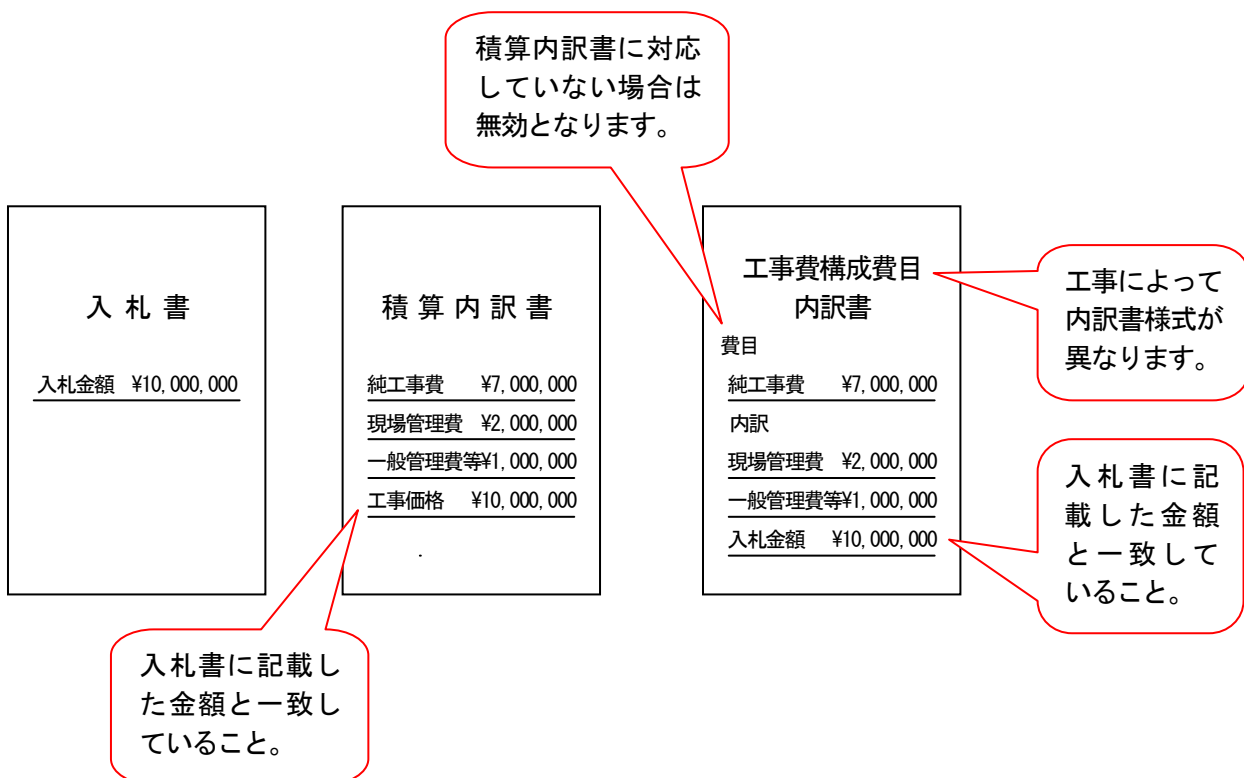 積算内訳書に対応
していない場合は
無効となります。
入札書
入札金額 ¥10,000,000
積算内訳書
純工事費 ¥7,000,000
現場管理費 ¥2,000,000
一般管理費等¥1,000,000
工事価格 ¥10,000,000
.
工事費構成費目
内訳書
費目
純工事費 ¥7,000,000
内訳
現場管理費 ¥2,000,000
一般管理費等¥1,000,000
入札金額 ¥10,000,000
工事によって
内訳書様式が
異なります。
入札書に記
載した金額
と一致して
いること。
入札書に記載し
た金額と一致し
ていること。